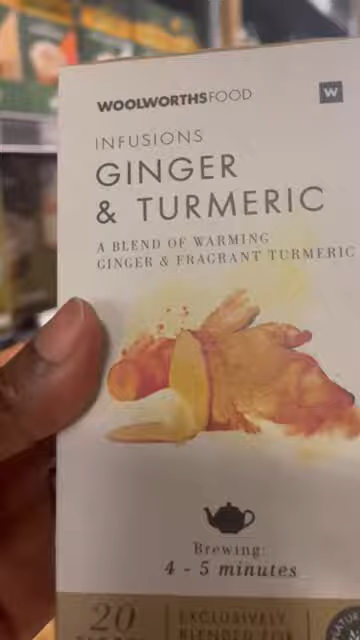 WOOLWORTHSFOOD
W
INFUSIONS
GINGER
& TURMERIC
A BLEND OF WARMING
GINGER & FRAGRANT TURMERIC
Brewing:
4 - 5 minutes
20
EXCLUSIVELY